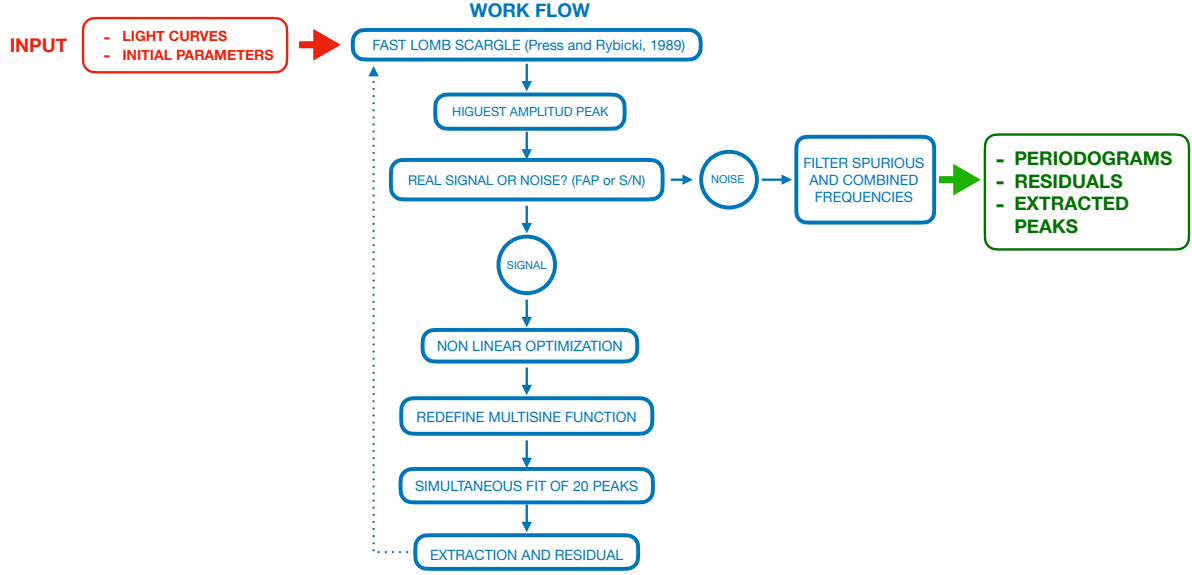 WORK FLOW
INPUT
- LIGHT CURVES
- INITIAL PARAMETERS
FAST LOMB SCARGLE (Press and Rybicki, 1989)
HIGUEST AMPLITUD PEAK
REAL SIGNAL OR NOISE? (FAP or S/N)
NOISE
FILTER SPURIOUS
AND COMBINED
FREQUENCIES
- PERIODOGRAMS
- RESIDUALS
- EXTRACTED
PEAKS
SIGNAL
NON LINEAR OPTIMIZATION
REDEFINE MULTISINE FUNCTION
SIMULTANEOUS FIT OF 20 PEAKS
EXTRACTION AND RESIDUAL